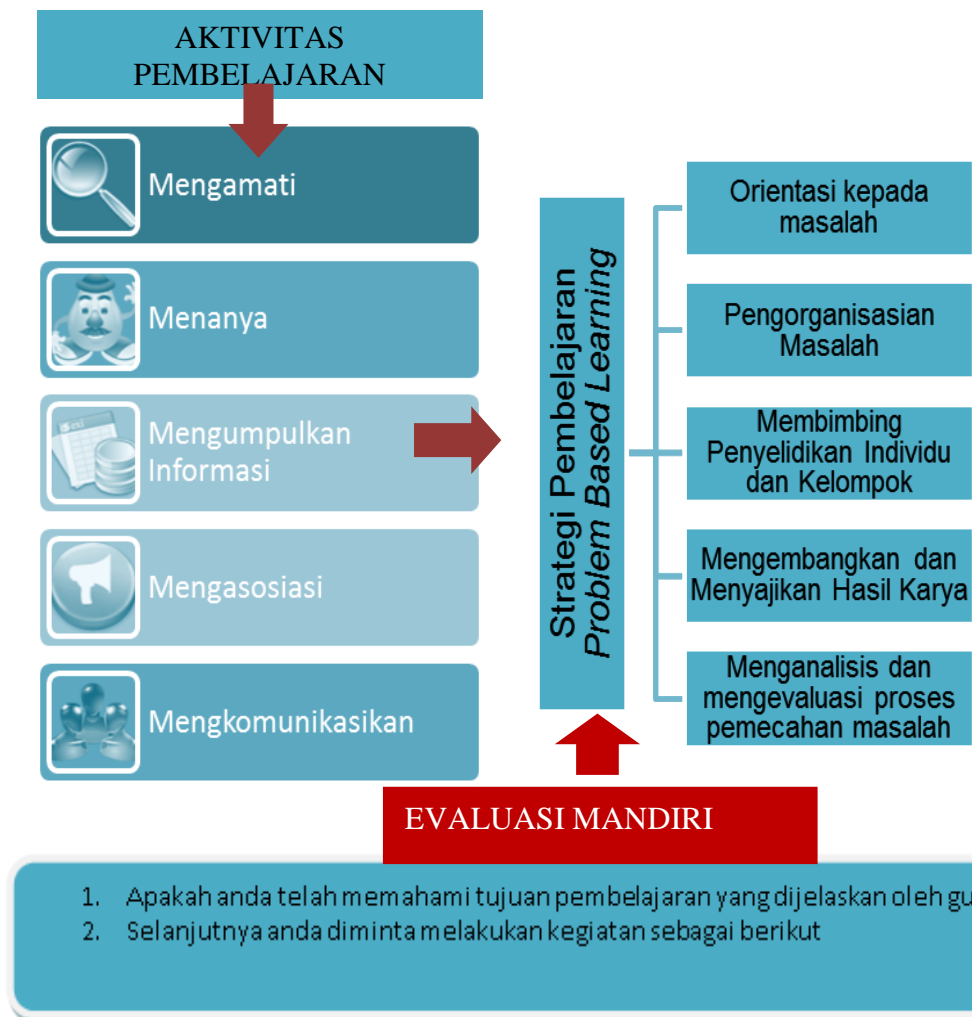 AKTIVITAS
PEMBELAJARAN
Mengamati
Menanya
Mengumpulkan
Informasi
Mengasosiasi
Mengkomunikasikan
Strategi Pembelajaran
Problem Based Learning
Orientasi kepada
masalah
Pengorganisasian
Masalah
Membimbing
Penyelidikan Individu
dan Kelompok
Mengembangkan dan
Menyajikan Hasil Karya
Menganalisis dan
mengevaluasi proses
pemecahan masalah
EVALUASI MANDIRI
1. Apakah anda telah memahami tujuan pembelajaran yang dijelaskan oleh gu
2. Selanjutnya anda diminta melakukan kegiatan sebagai berikut